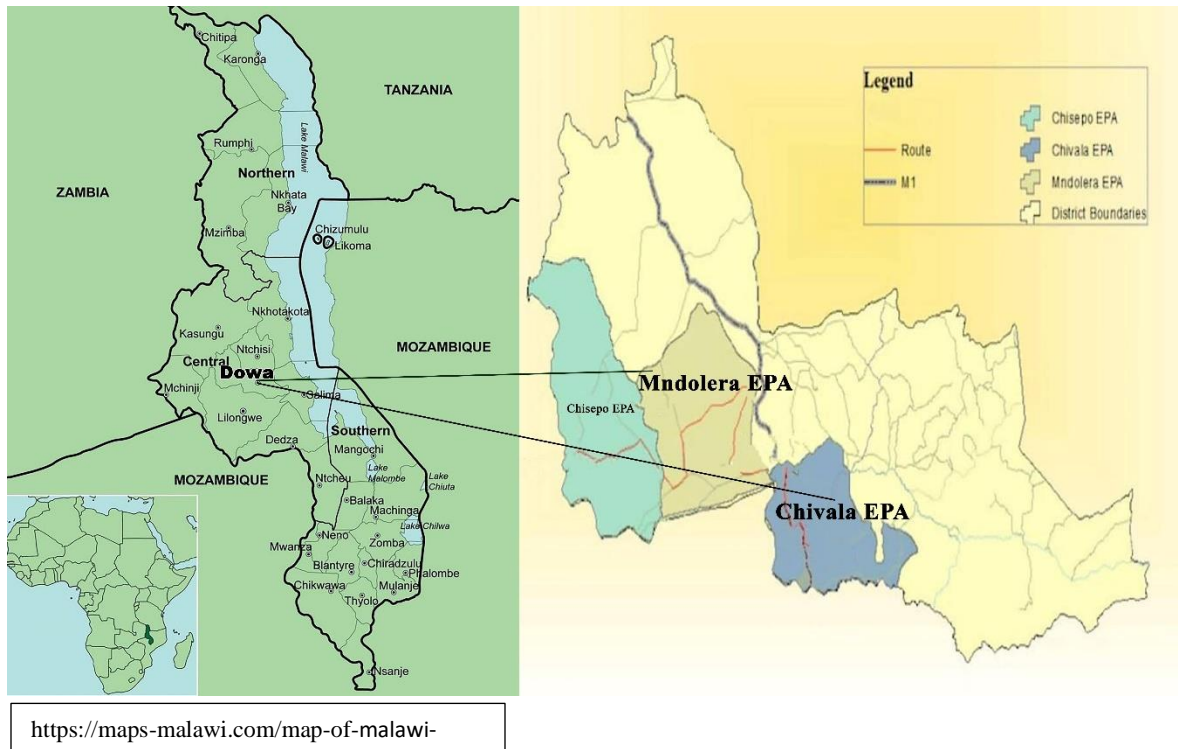 Chitipa
Karonga
TANZANIA
Rumphi
Lake Malawi
Northern
ZAMBIA
Nkhata
Bay
Chizumulu
Likoma
Mzimba
Nkhotakota
Kasungu
Ntchisi
MOZAMBIQUE
Central
Dowa
Mchinji
Salima
Lilongwe
Southern
Dedza
Mangochi
MOZAMBIQUE
Lake
Malombe
Ntcheu
Lake
Chiuta
Balaka
Machinga
Lake Chilwa
Neno
Mwanza
Zomba
Blantyre
Chiradzulu
Phalombe
Chikwawa
Mulanje
Thyolo
Nsanje
Legend
Chisepo EPA
Route
Chivala EPA
M1
Mndolera EPA
District Boundaries
Mndolera EPA
Chisepo EPA
Chivala EPA
https://maps-malawi.com/map-of-malawi-